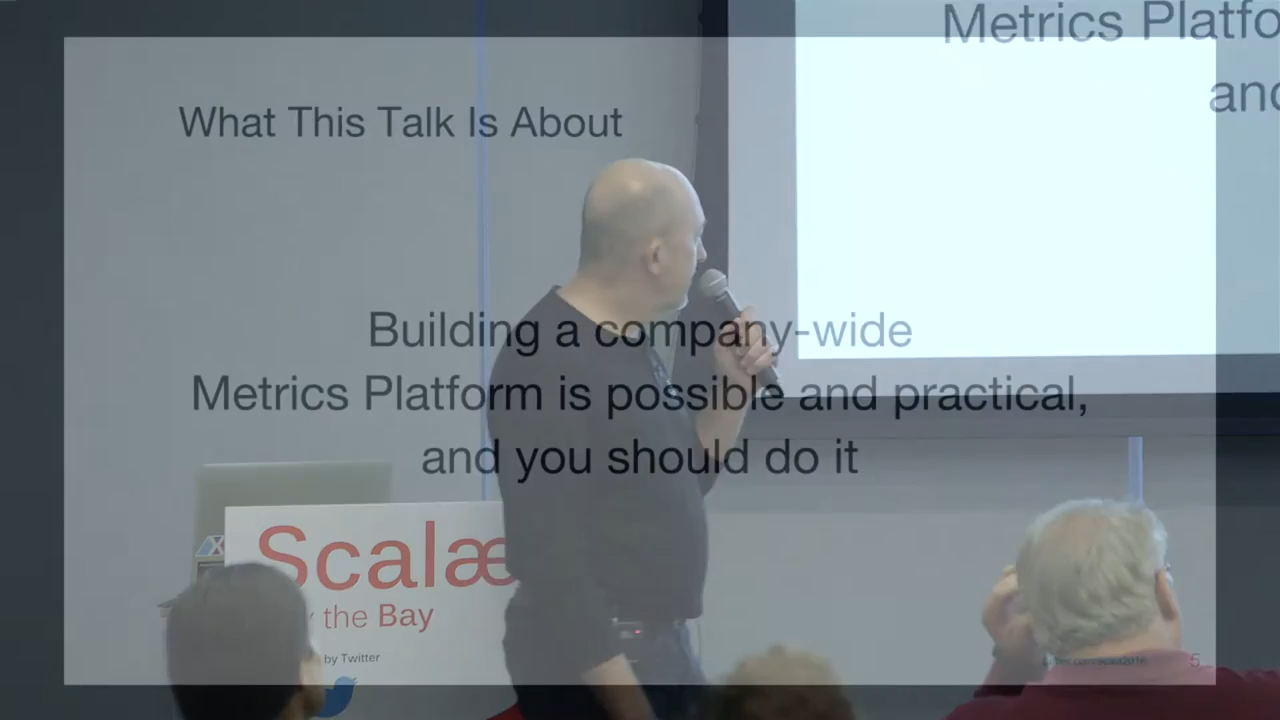 Metrics Platfo
and
What This Talk Is About
Building a company-wide
Metrics Platform is possible and practical,
and you should do it
Scalæ
the Bay
by Twitter
5